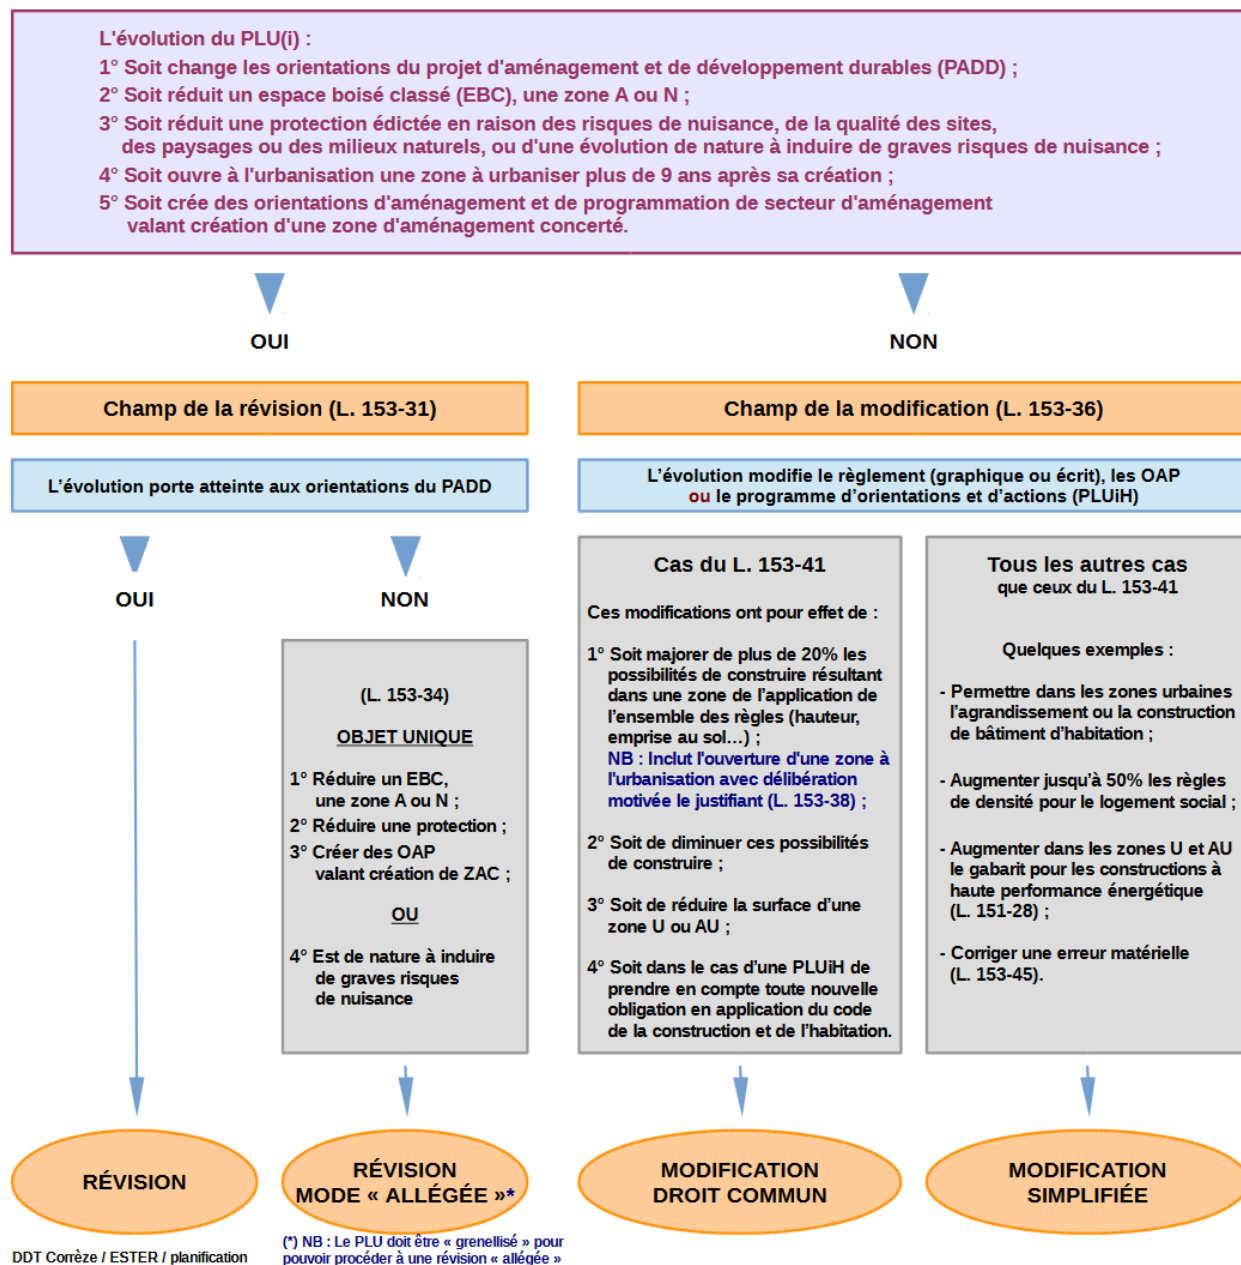 L'évolution du PLU(i) :
1° Soit change les orientations du projet d'aménagement et de développement durables (PADD) ;
2° Soit réduit un espace boisé classé (EBC), une zone A ou N ;
3° Soit réduit une protection édictée en raison des risques de nuisance, de la qualité des sites,
des paysages ou des milieux naturels, ou d'une évolution de nature à induire de graves risques de nuisance ;
4° Soit ouvre à l'urbanisation une zone à urbaniser plus de 9 ans après sa création ;
5° Soit crée des orientations d'aménagement et de programmation de secteur d'aménagement
valant création d'une zone d'aménagement concerté.
OUI
NON
Champ de la révision (L. 153-31)
Champ de la modification (L. 153-36)
L'évolution porte atteinte aux orientations du PADD
L'évolution modifie le règlement (graphique ou écrit), les OAP
ou le programme d'orientations et d'actions (PLUiH)
OUI
NON
(L. 153-34)
OBJET UNIQUE
1° Réduire un EBC,
une zone A ou N ;
2° Réduire une protection ;
3° Créer des OAP
valant création de ZAC ;
OU
4° Est de nature à induire
de graves risques
de nuisance
Cas du L. 153-41
Ces modifications ont pour effet de :
1° Soit majorer de plus de 20% les
possibilités de construire résultant
dans une zone de l'application de
l'ensemble des règles (hauteur,
emprise au sol…) ;
NB : Inclut l'ouverture d'une zone à
l'urbanisation avec délibération
motivée le justifiant (L. 153-38) ;
2° Soit de diminuer ces possibilités
de construire ;
3° Soit de réduire la surface d'une
zone U ou AU ;
4° Soit dans le cas d'une PLUiH de
prendre en compte toute nouvelle
obligation en application du code
de la construction et de l'habitation.
Tous les autres cas
que ceux du L. 153-41
Quelques exemples :
- Permettre dans les zones urbaines
l'agrandissement ou la construction
de bâtiment d'habitation ;
- Augmenter jusqu'à 50% les règles
de densité pour le logement social ;
- Augmenter dans les zones U et AU
le gabarit pour les constructions à
haute performance énergétique
(L. 151-28) ;
- Corriger une erreur matérielle
(L. 153-45).
RÉVISION
RÉVISION
MODE « ALLÉGÉE »*
MODIFICATION
DROIT COMMUN
MODIFICATION
SIMPLIFIÉE
DDT Corrèze / ESTER / planification
(*) NB : Le PLU doit être « grenellisé » pour
pouvoir procéder à une révision « allégée »